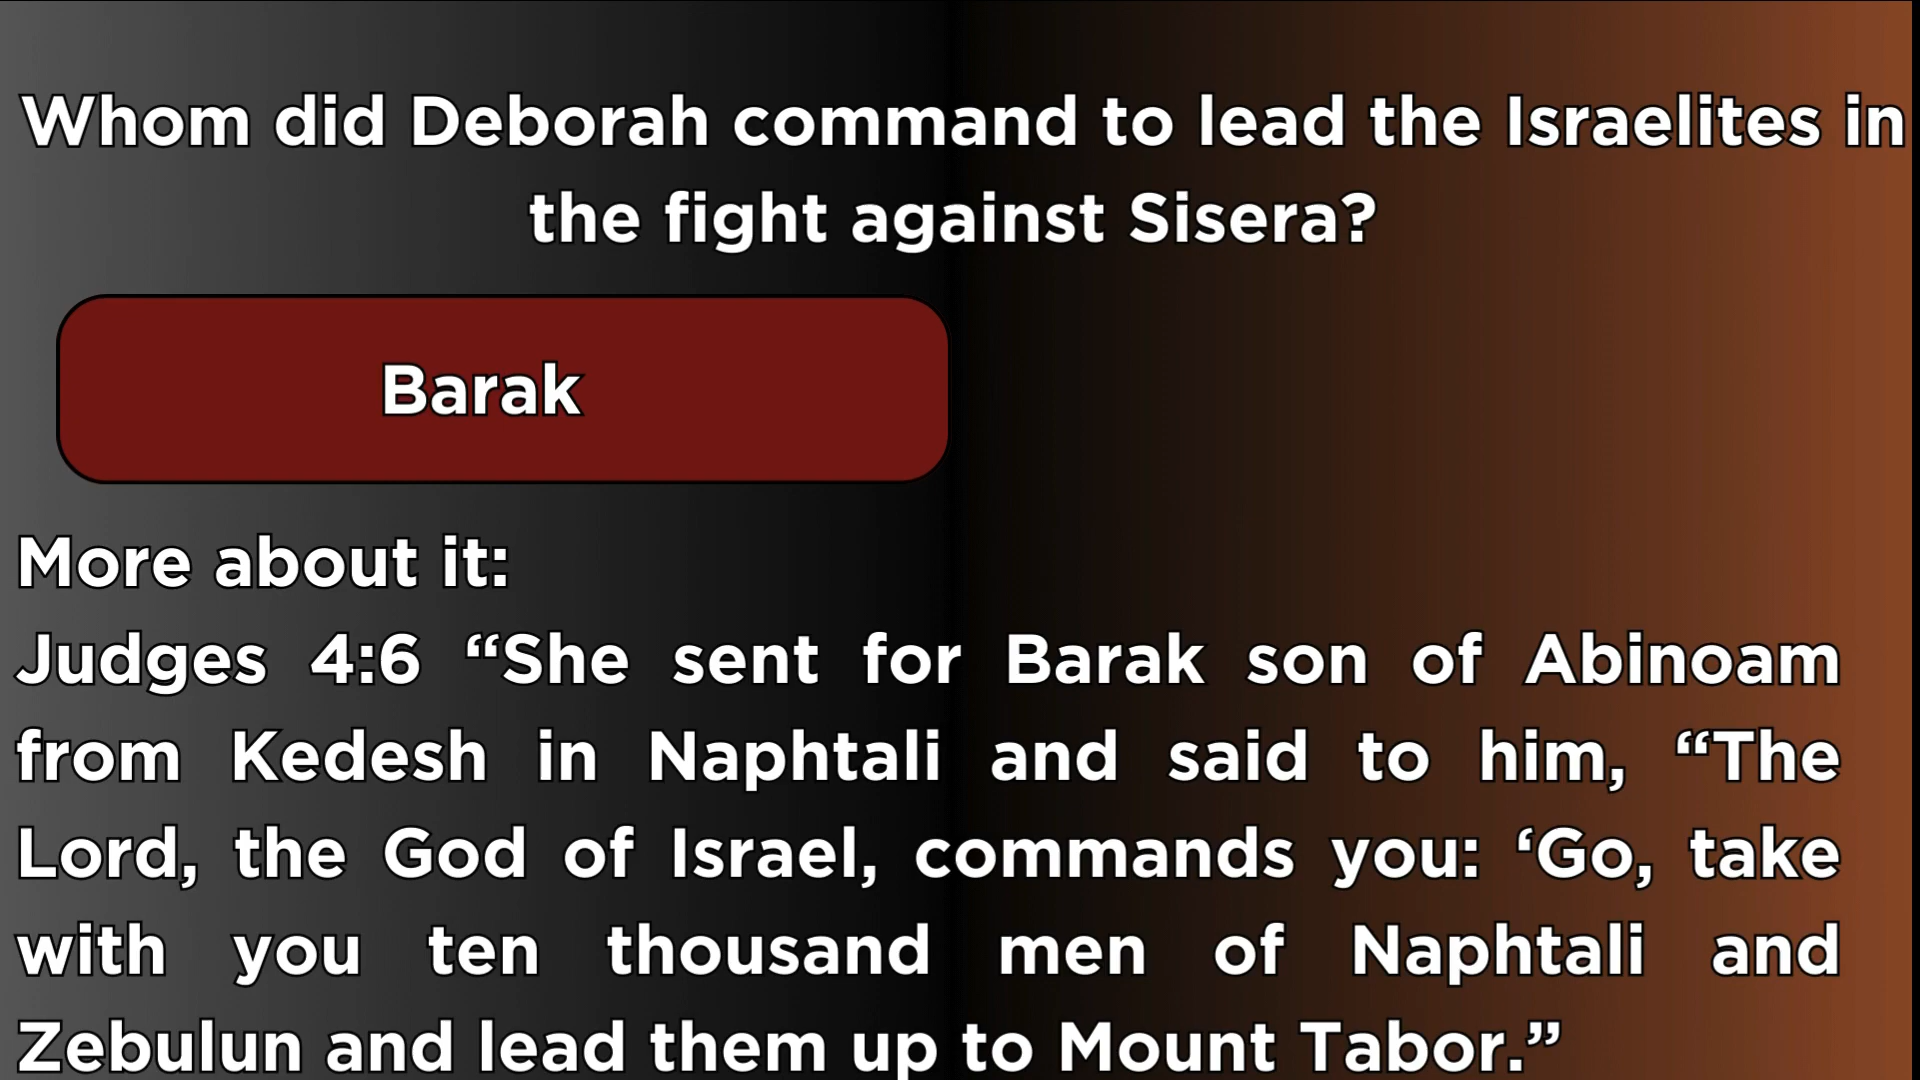 Whom did Deborah command to lead the Israelites in
the fight against Sisera?
Barak
More about it:
Judges 4:6 “She sent for Barak son of Abinoam
from Kedesh in Naphtali and said to him, “The
Lord, the God of Israel, commands you: ‘Go, take
with you ten thousand men of Naphtali and
Zebulun and lead them up to Mount Tabor.”